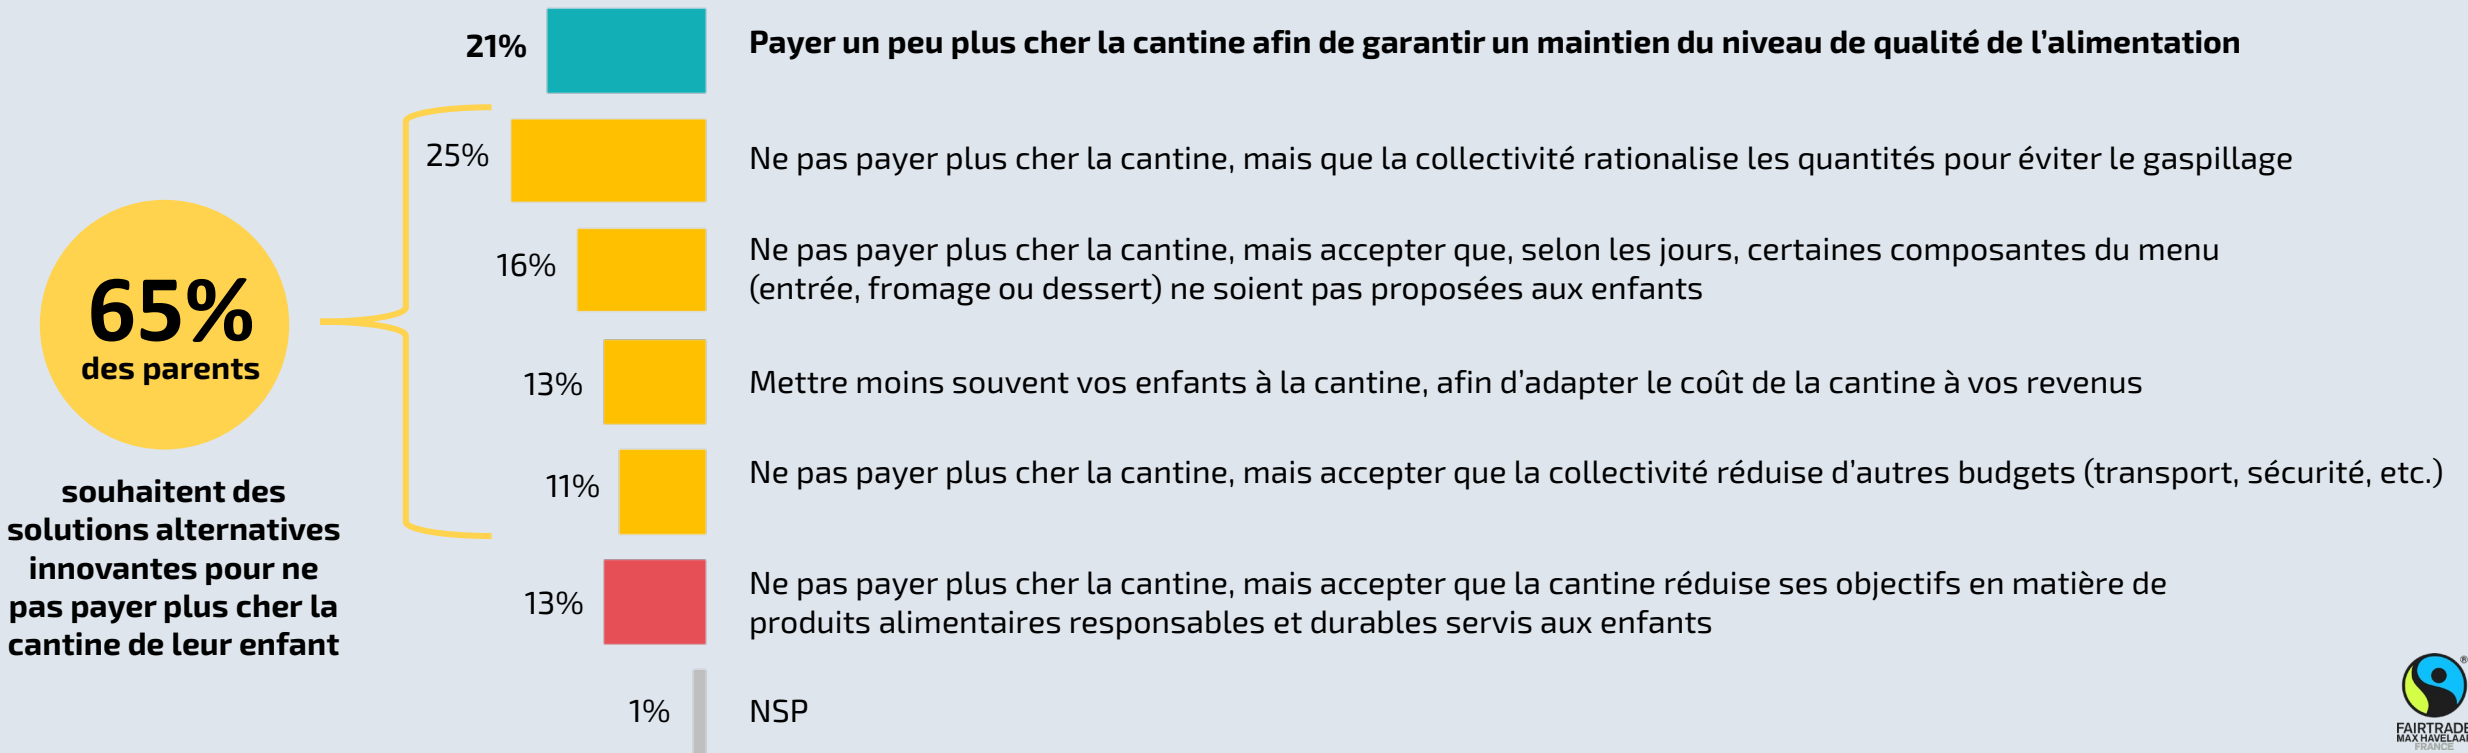 21%
Payer un peu plus cher la cantine afin de garantir un maintien du niveau de qualité de l’alimentation
25%
Ne pas payer plus cher la cantine, mais que la collectivité rationalise les quantités pour éviter le gaspillage
16%
Ne pas payer plus cher la cantine, mais accepter que, selon les jours, certaines composantes du menu
(entrée, fromage ou dessert) ne soient pas proposées aux enfants
13%
Mettre moins souvent vos enfants à la cantine, afin d’adapter le coût de la cantine à vos revenus
11%
Ne pas payer plus cher la cantine, mais accepter que la collectivité réduise d’autres budgets (transport, sécurité, etc.)
13%
Ne pas payer plus cher la cantine, mais accepter que la cantine réduise ses objectifs en matière de
produits alimentaires responsables et durables servis aux enfants
1%
NSP
65%
des parents
souhaitent des
solutions alternatives
innovantes pour ne
pas payer plus cher la
cantine de leur enfant
®
FAIRTRADE
MAX HAVELAAR
FRANCE